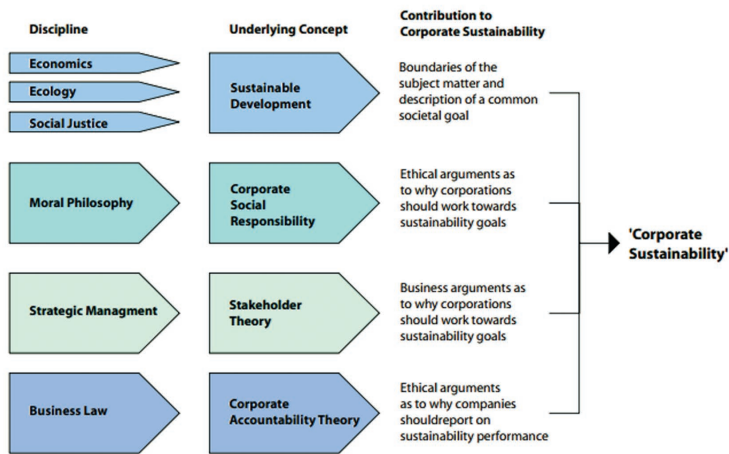 Discipline
Underlying Concept
Contribution to
Corporate Sustainability
Economics
Ecology
Social Justice
Sustainable
Development
Boundaries of the
subject matter and
description of a common
societal goal
Moral Philosophy
Corporate
Social
Responsibility
Ethical arguments as
to why corporations
should work towards
sustainability goals
'Corporate
Sustainability'
Strategic Managment
Stakeholder
Theory
Business arguments as
to why corporations
should work towards
sustainability goals
Business Law
Corporate
Accountability Theory
Ethical arguments
as to why companies
shouldreport on
sustainability performance